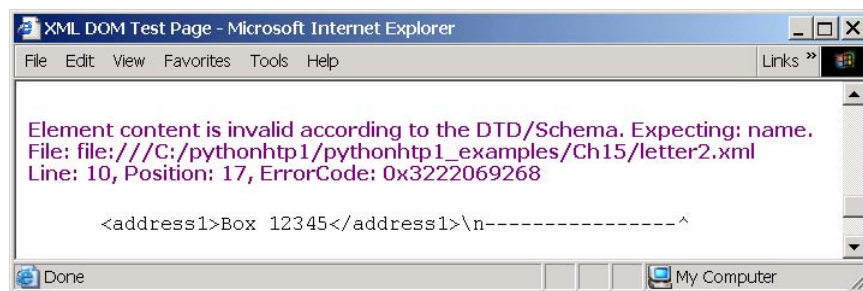 XML DOM Test Page - Microsoft Internet Explorer
File Edit View Favorites Tools Help Links »
Element content is invalid according to the DTD/Schema. Expecting: name.
File: file:///C:/pythonhtp1/pythonhtp1_examples/Ch15/letter2.xml
Line: 10, Position: 17, ErrorCode: 0x3222069268
<address1>Box 12345</address1>\n----------------^
Done My Computer